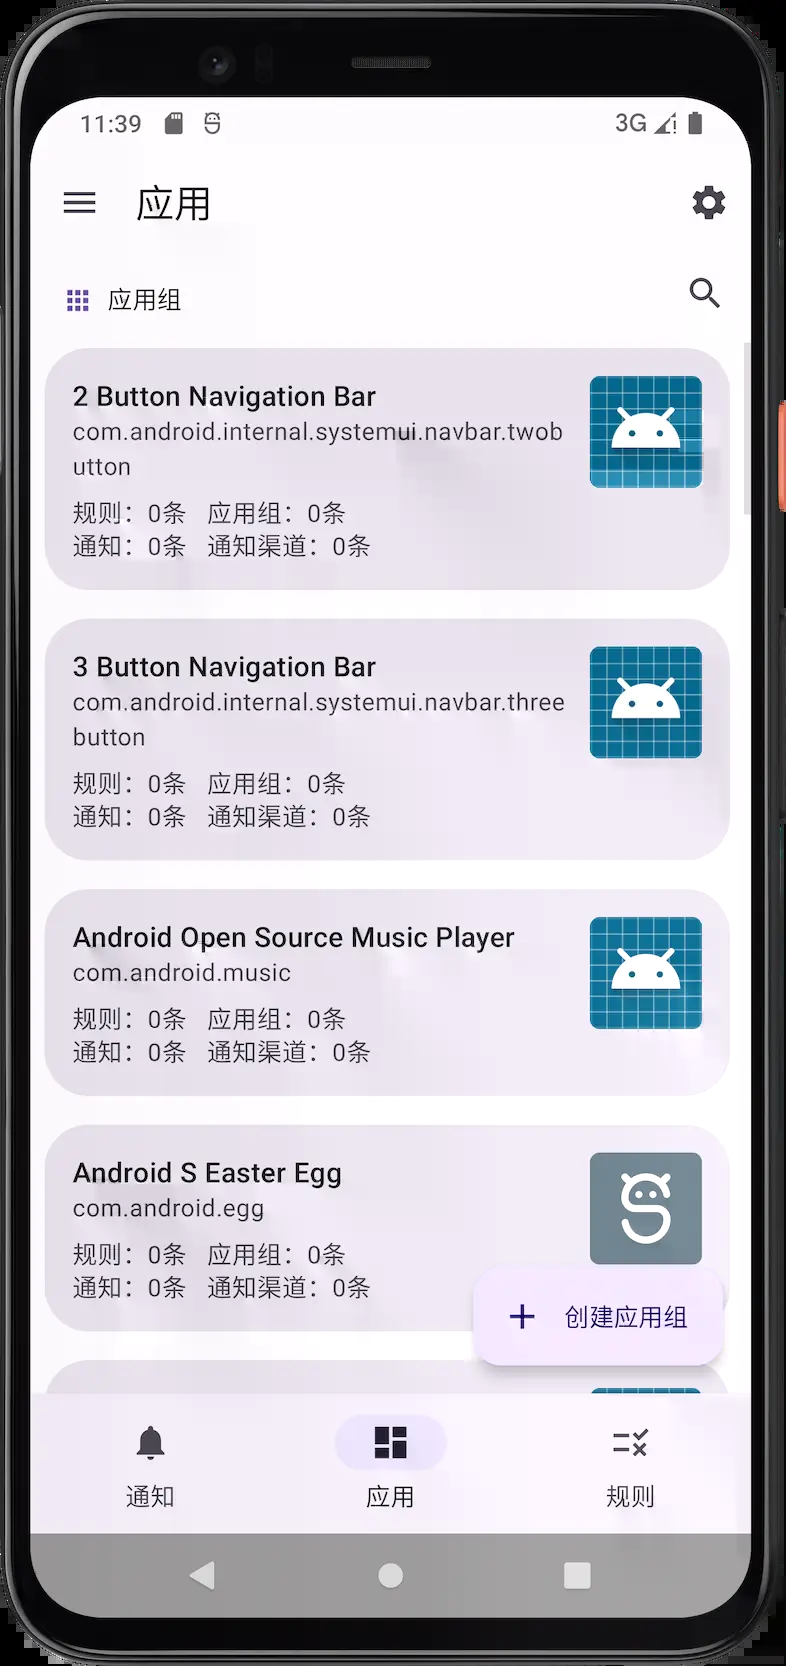 11:39
3G
应用
应用组
2 Button Navigation Bar
com.android.internal.systemui.navbar.twob
utton
规则：0条 应用组：0条
通知：0条 通知渠道：0条
3 Button Navigation Bar
com.android.internal.systemui.navbar.three
button
规则：0条 应用组：0条
通知：0条 通知渠道：0条
Android Open Source Music Player
com.android.music
规则：0条 应用组：0条
通知：0条 通知渠道：0条
Android S Easter Egg
com.android.egg
规则：0条 应用组：0条
通知：0条 通知渠道：0条
创建应用组
通知
应用
规则